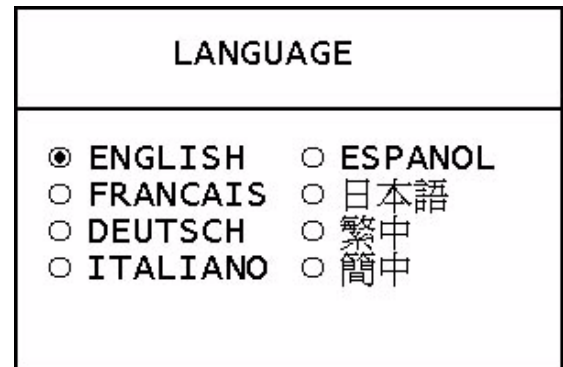 LANGUAGE
ENGLISH ESPANOL
FRANCAIS 日本語
DEUTSCH 繁中
ITALIANO 簡中